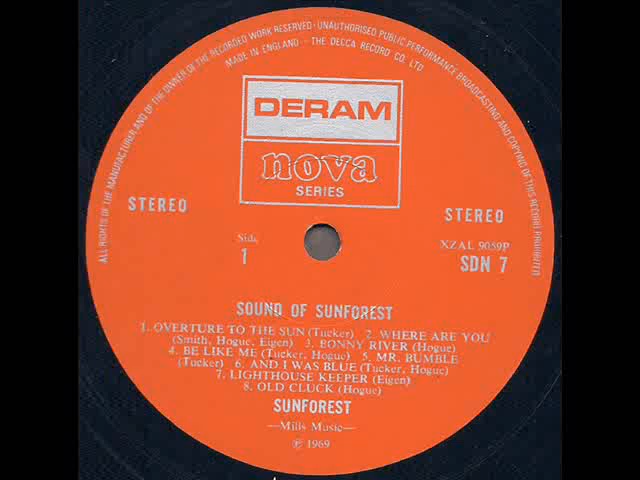 ALL RIGHTS OF THE MANUFACTURER AND OF THE OWNER OF THE RECORDED WORK RESERVED · UNAUTHORISED PUBLIC PERFORMANCE BROADCASTING AND COPYING OF THIS RECORD PROHIBITED
MADE IN ENGLAND - THE DECCA RECORD CO. LTD
DERAM
nova
SERIES
STEREO
STEREO
Side
1
XZAL 9059P
SDN 7
SOUND OF SUNFOREST
1. OVERTURE TO THE SUN (Tucker) 2. WHERE ARE YOU
(Smith, Hogue, Eigen) 3. BONNY RIVER (Hogue)
4. BE LIKE ME (Tucker, Hogue) 5. MR. BUMBLE
(Tucker) 6. AND I WAS BLUE (Tucker, Hogue)
7. LIGHTHOUSE KEEPER (Eigen)
8. OLD CLUCK (Hogue)
SUNFOREST
—Mills Music—
℗ 1969